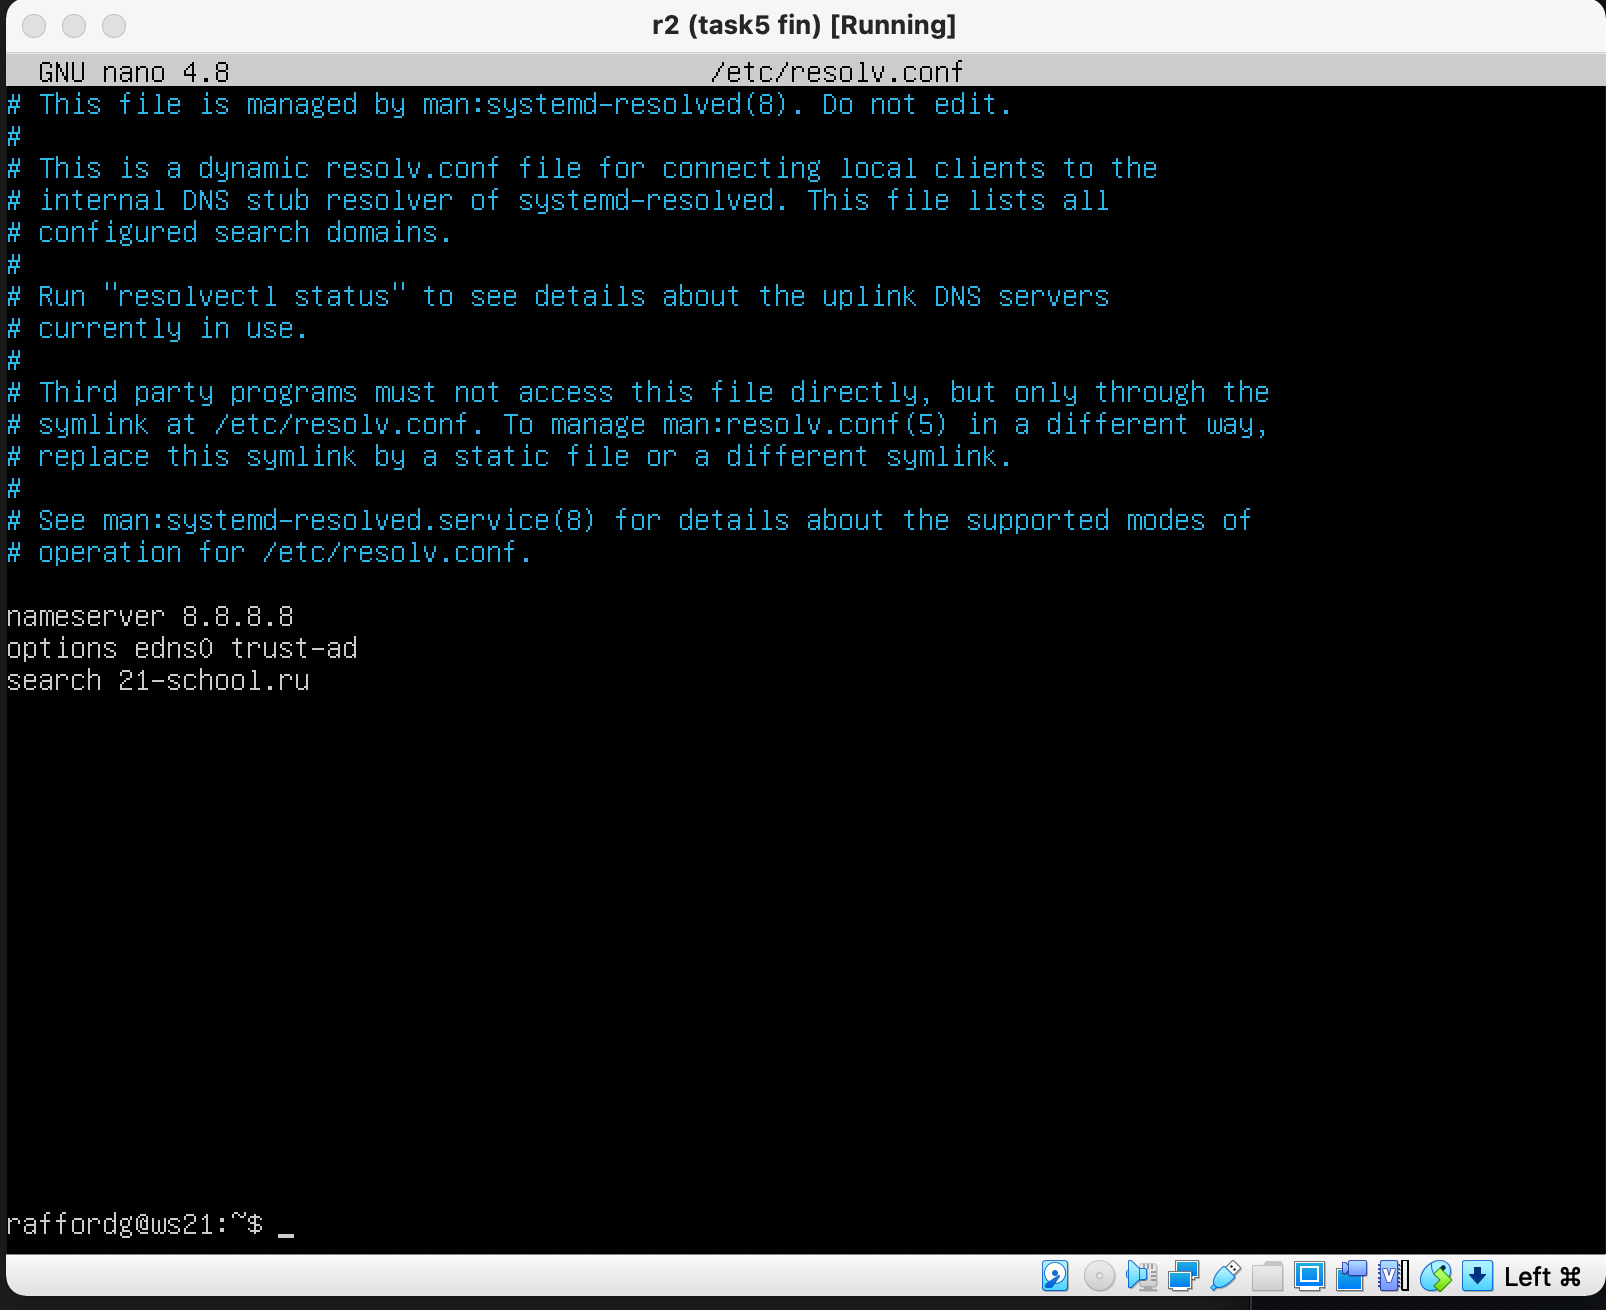 r2 (task5 fin) [Running]
GNU nano 4.8 /etc/resolv.conf
# This file is managed by man:systemd-resolved(8). Do not edit.
#
# This is a dynamic resolv.conf file for connecting local clients to the
# internal DNS stub resolver of systemd-resolved. This file lists all
# configured search domains.
#
# Run "resolvectl status" to see details about the uplink DNS servers
# currently in use.
#
# Third party programs must not access this file directly, but only through the
# symlink at /etc/resolv.conf. To manage man:resolv.conf(5) in a different way,
# replace this symlink by a static file or a different symlink.
#
# See man:systemd-resolved.service(8) for details about the supported modes of
# operation for /etc/resolv.conf.
nameserver 8.8.8.8
options edns0 trust-ad
search 21-school.ru
raffordg@ws21:~$ _
Left ⌘